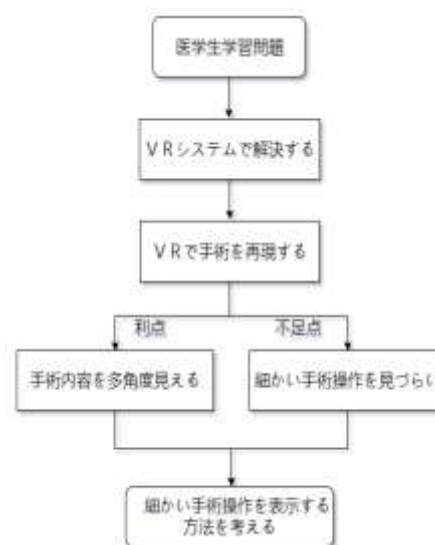 医学生学習問題
VRシステムで解決する
VRで手術を再現する
利点
不足点
手術内容を多角度見える
細かい手術操作を見づらい
細かい手術操作を表示する
方法を考える